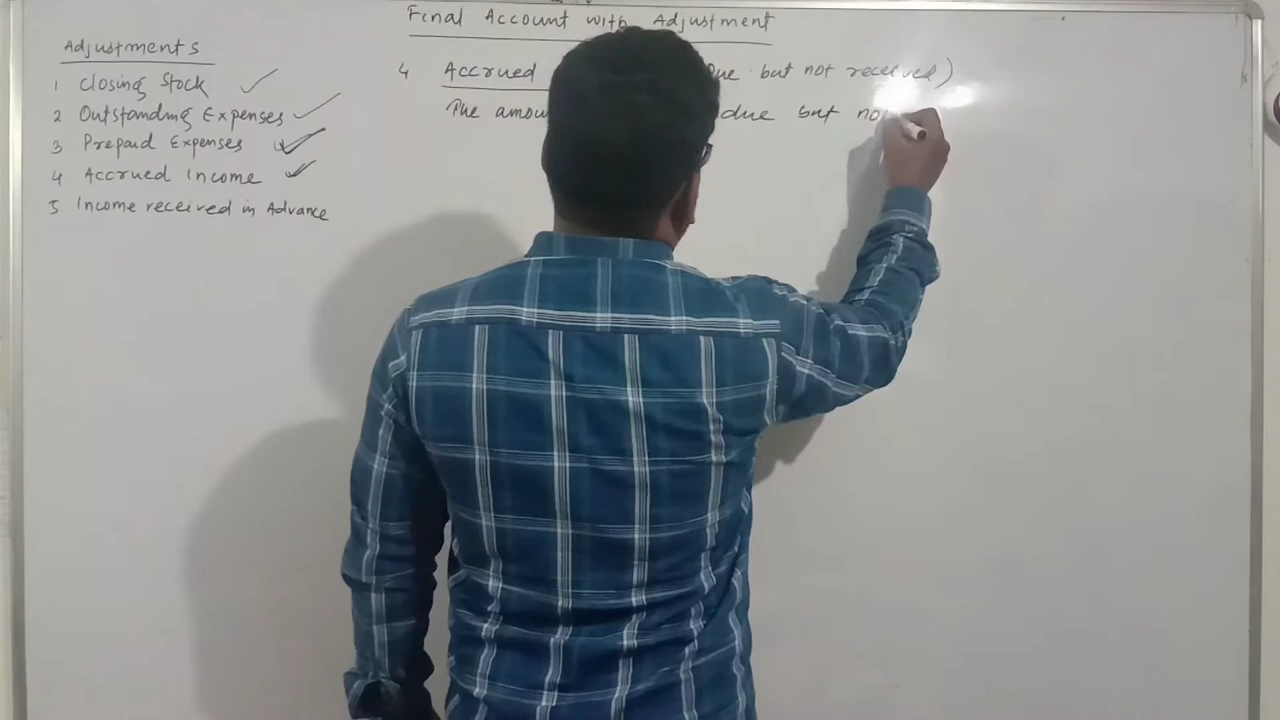 Final Account with Adjustment
Adjustments
1 Closing Stock
2 Outstanding Expenses
3 Prepaid Expenses
4 Accrued Income
5 Income received in Advance
4 Accrued Due but not received)
The amou due but no